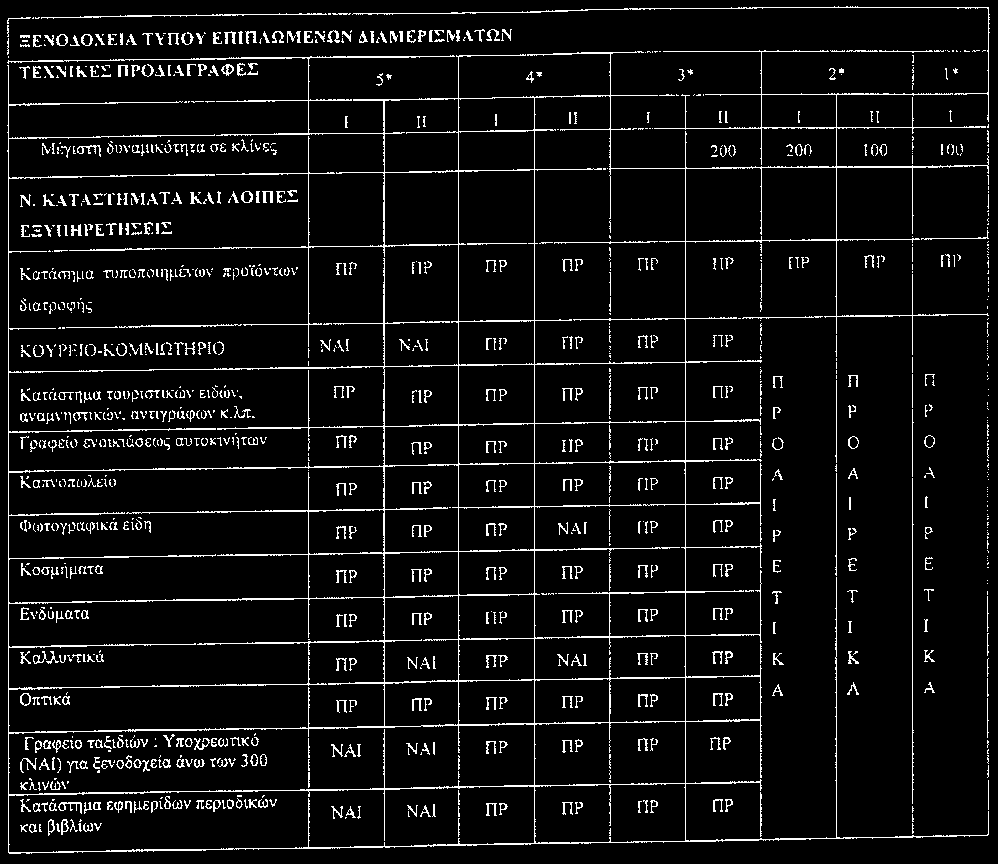 ΞΕΝΟΔΟΧΕΙΑ ΤΥΠΟΥ ΕΠΙΠΛΩΜΕΝΩΝ ΔΙΑΜΕΡΙΣΜΑΤΩΝ
ΤΕΧΝΙΚΕΣ ΠΡΟΔΙΑΓΡΑΦΕΣ 5* 4* 3* 2* 1*
Ι ΙΙ Ι ΙΙ Ι ΙΙ Ι ΙΙ Ι
Μέγιστη δυναμικότητα σε κλίνες 200 200 100 100
Ν. ΚΑΤΑΣΤΗΜΑΤΑ ΚΑΙ ΛΟΙΠΕΣ
ΕΞΥΠΗΡΕΤΗΣΕΙΣ
Κατάσημα τυποποιημένων προϊόντων ΠΡ ΠΡ ΠΡ ΠΡ ΠΡ ΠΡ ΠΡ ΠΡ ΠΡ
διατροφής
ΚΟΥΡΕΙΟ-ΚΟΜΜΩΤΗΡΙΟ ΝΑΙ ΝΑΙ ΠΡ ΠΡ ΠΡ ΠΡ
ΠΡΟΑΙΡΕΤΙΚΑ ΠΡΟΑΙΡΕΤΙΚΑ ΠΡΟΑΙΡΕΤΙΚΑ
Κατάστημα τουριστικών ειδών, ΠΡ ΠΡ ΠΡ ΠΡ ΠΡ ΠΡ
αναμνηστικών, αντιγράφων κ.λπ.
Γραφείο ενοικιάσεως αυτοκινήτων ΠΡ ΠΡ ΠΡ ΠΡ ΠΡ ΠΡ
Καπνοπωλείο ΠΡ ΠΡ ΠΡ ΠΡ ΠΡ ΠΡ
Φωτογραφικά είδη ΠΡ ΠΡ ΠΡ ΝΑΙ ΠΡ ΠΡ
Κοσμήματα ΠΡ ΠΡ ΠΡ ΠΡ ΠΡ ΠΡ
Ενδύματα ΠΡ ΠΡ ΠΡ ΠΡ ΠΡ ΠΡ
Καλλυντικά ΠΡ ΝΑΙ ΠΡ ΝΑΙ ΠΡ ΠΡ
Οπτικά ΠΡ ΠΡ ΠΡ ΠΡ ΠΡ ΠΡ
Γραφείο ταξιδιών : Υποχρεωτικό ΝΑΙ ΝΑΙ ΠΡ ΠΡ ΠΡ ΠΡ
(ΝΑΙ) για ξενοδοχεία άνω των 300
κλινών
Κατάστημα εφημερίδων περιοδικών ΝΑΙ ΝΑΙ ΠΡ ΠΡ ΠΡ ΠΡ
και βιβλίων